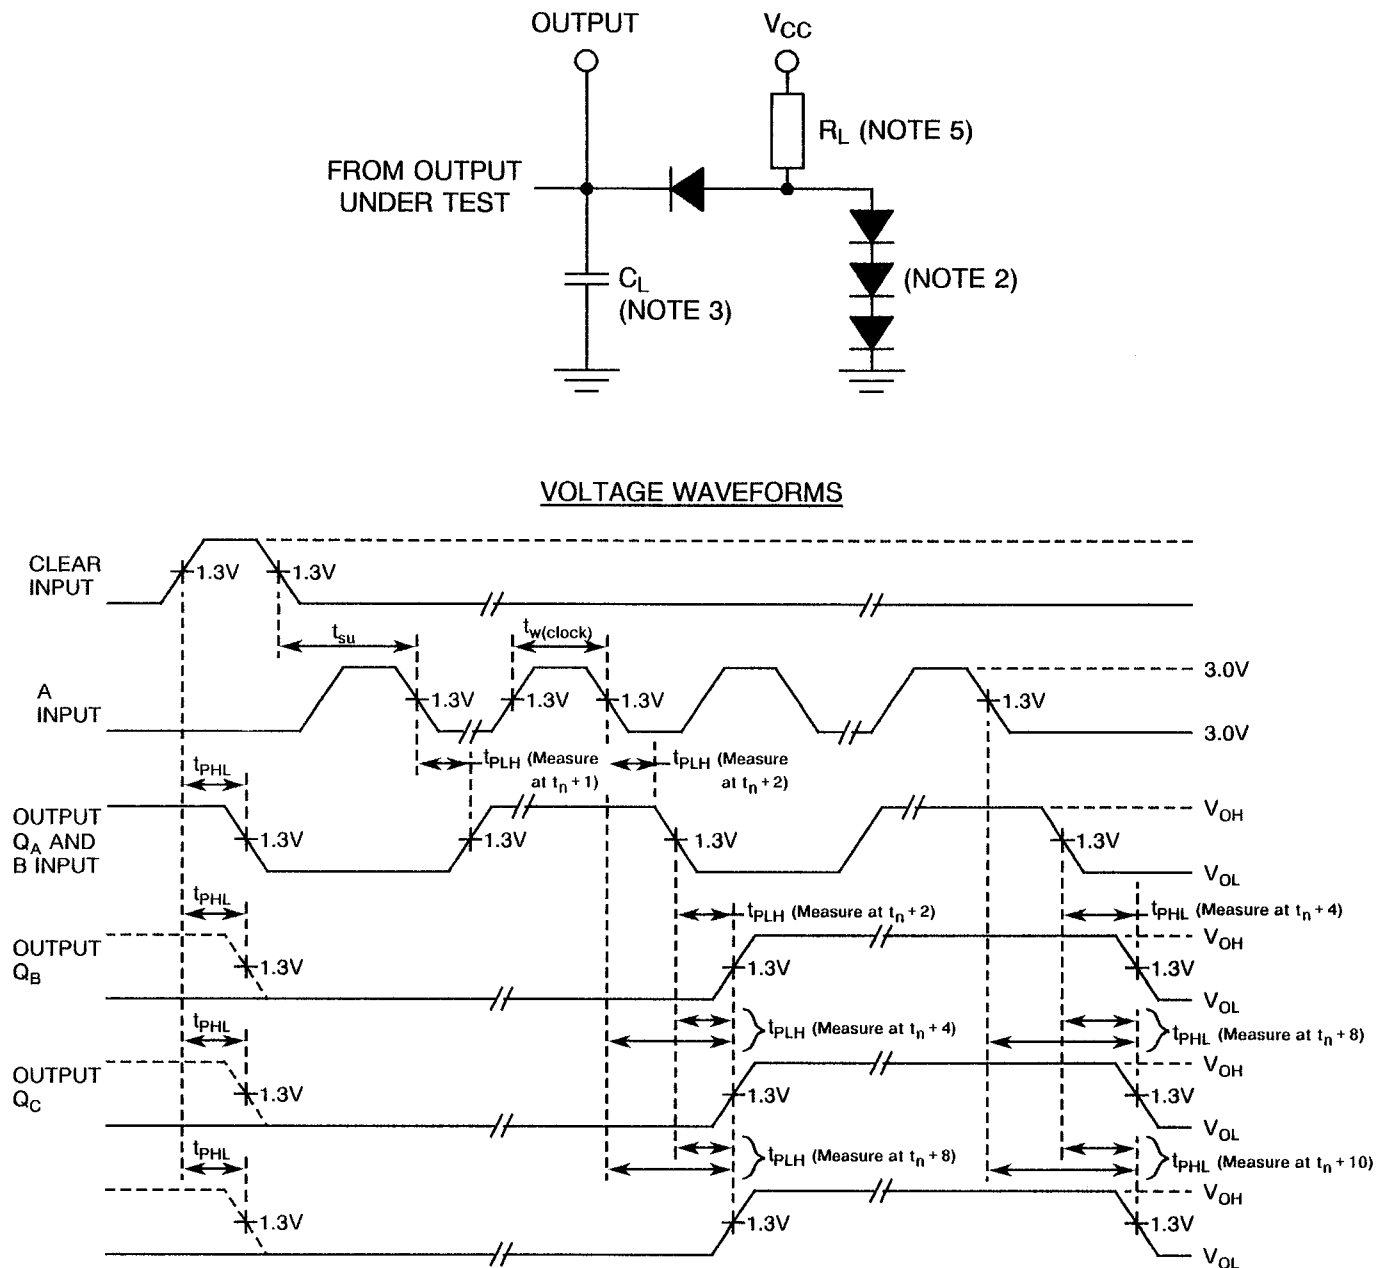 OUTPUT
VCC
RL (NOTE 5)
FROM OUTPUT
UNDER TEST
CL
(NOTE 3)
(NOTE 2)
VOLTAGE WAVEFORMS
CLEAR
INPUT
1.3V
1.3V
tsu
tw(clock)
A
INPUT
1.3V
1.3V
1.3V
1.3V
3.0V
3.0V
tPHL
tPLH (Measure
at tn + 1)
tPLH (Measure
at tn + 2)
OUTPUT
QA AND
B INPUT
1.3V
1.3V
1.3V
1.3V
VOH
VOL
tPHL
tPLH (Measure at tn + 2)
tPHL (Measure at tn + 4)
OUTPUT
QB
1.3V
1.3V
1.3V
VOH
VOL
tPHL
tPLH (Measure at tn + 4)
tPHL (Measure at tn + 8)
OUTPUT
QC
1.3V
1.3V
1.3V
VOH
VOL
tPHL
tPLH (Measure at tn + 8)
tPHL (Measure at tn + 10)
1.3V
1.3V
1.3V
VOH
VOL